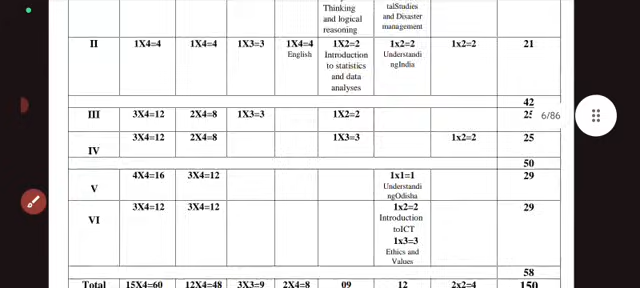 Thinking
and logical
reasoning
talStudies
and Disaster
management
II 1X4=4 1X4=4 1X3=3 1X4=4 1X2=2 1x2=2 1x2=2 21
English Introduction
to statistics
and data
analyses
Understandi
ngIndia
42
III 3X4=12 2X4=8 1X3=3 1X2=2
6/86
3X4=12 2X4=8 1X3=3 1x2=2 25
IV
50
4X4=16 3X4=12 1x1=1 29
V
Understandi
ngOdisha
3X4=12 3X4=12 1x2=2 29
VI
Introduction
toICT
1x3=3
Ethics and
Values
58
Total 15X4=60 12X4=48 3X3=9 2X4=8 09 12 2x2=4 150